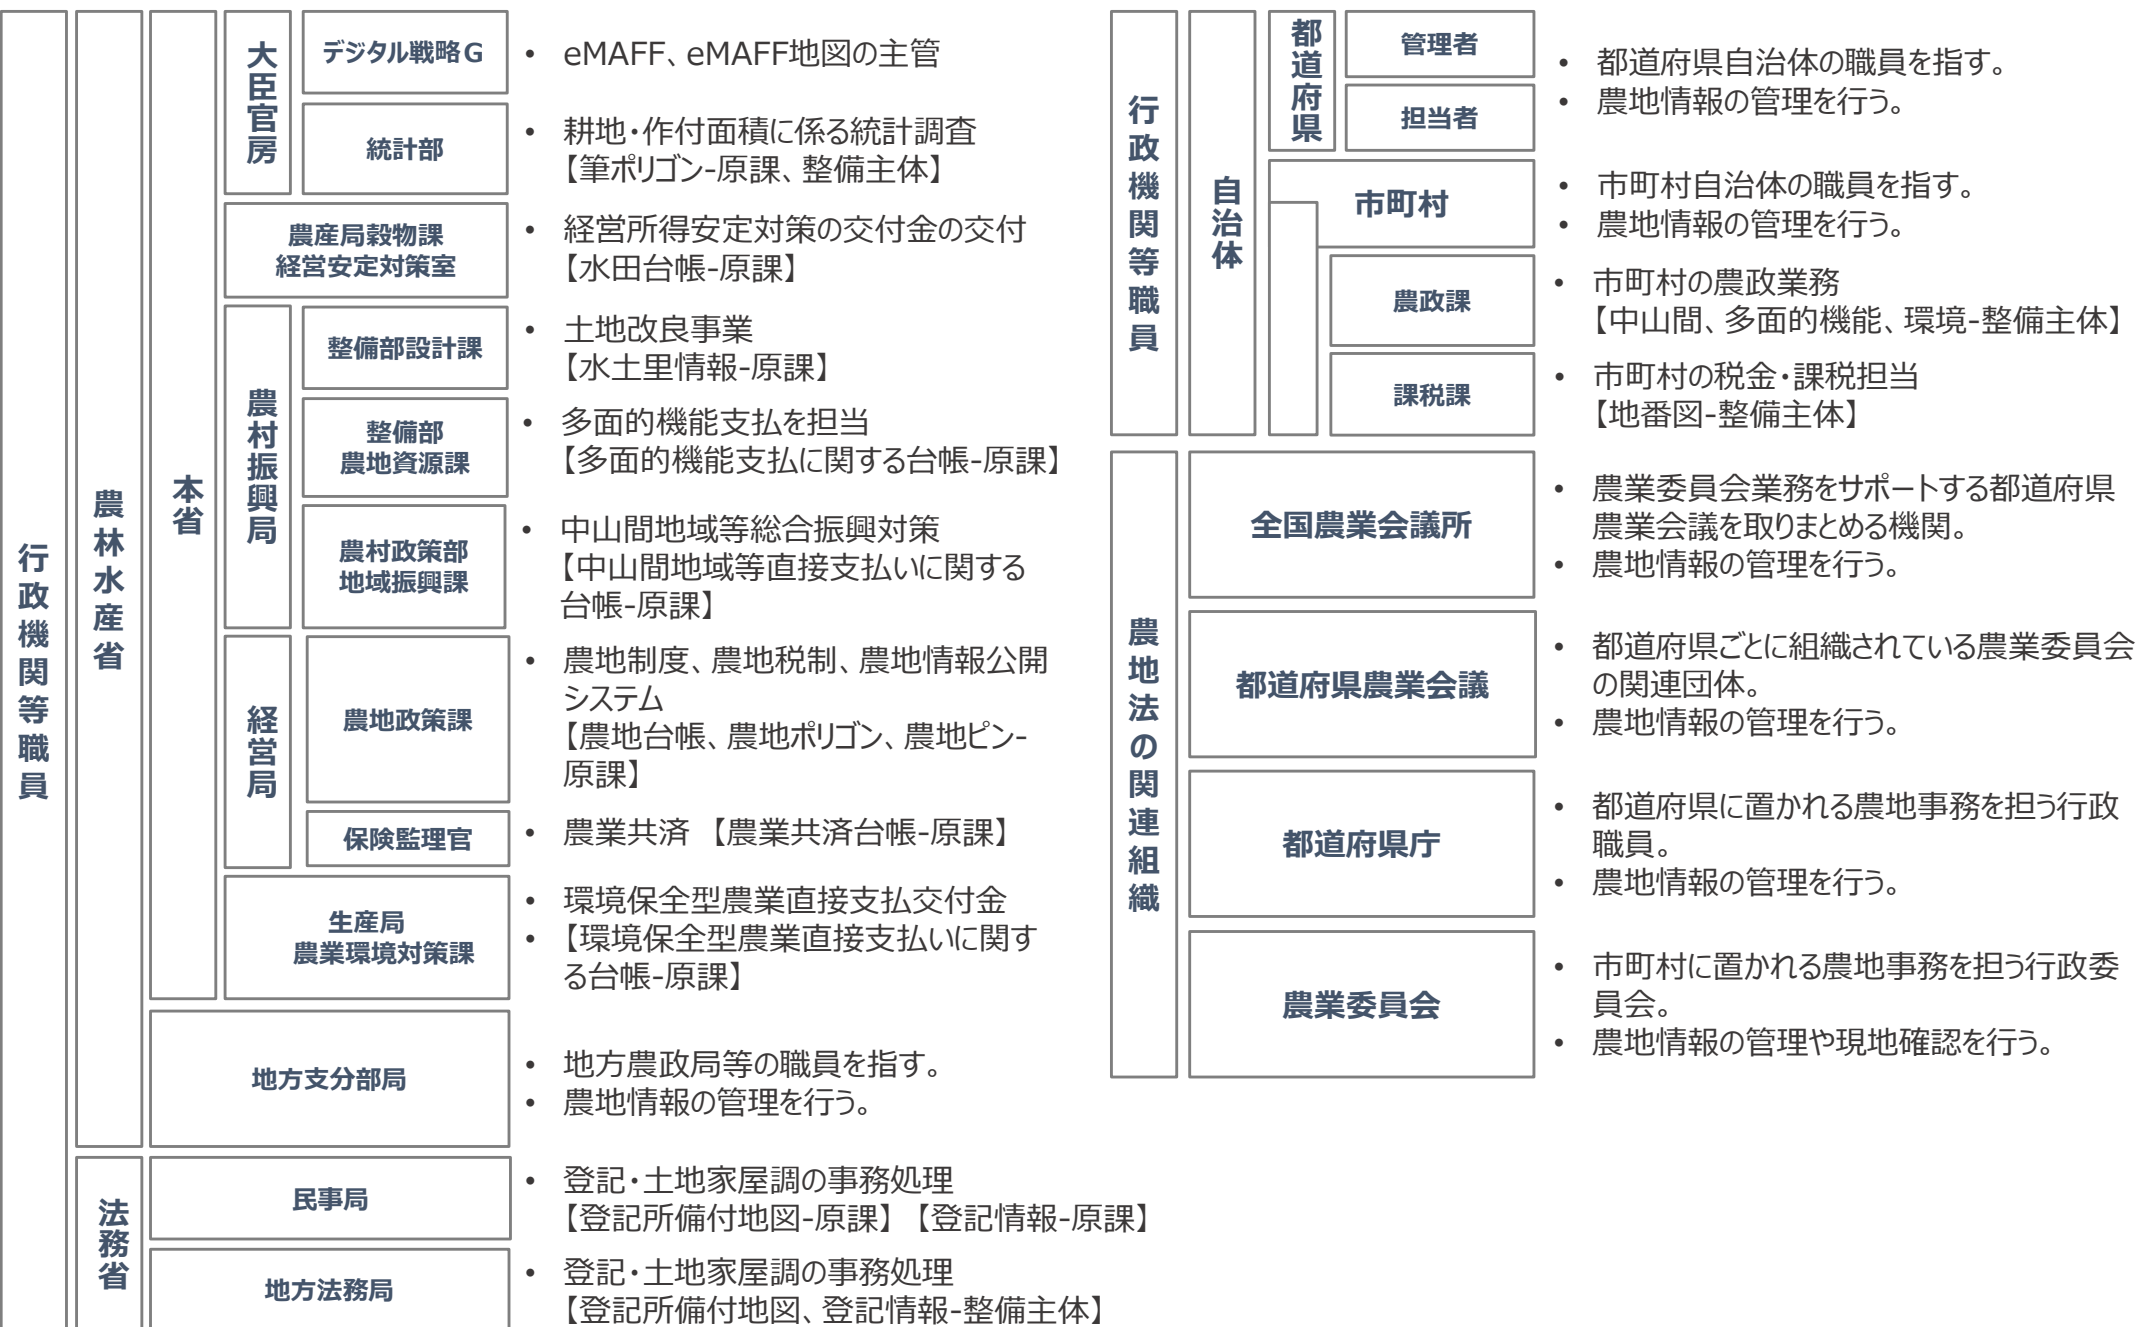 行政機関等職員
農林水産省
本省
大臣官房
デジタル戦略G
• eMAFF、eMAFF地図の主管
統計部
• 耕地・作付面積に係る統計調査
【筆ポリゴン-原課、整備主体】
農産局穀物課
経営安定対策室
• 経営所得安定対策の交付金の交付
【水田台帳-原課】
農村振興局
整備部設計課
• 土地改良事業
【水土里情報-原課】
整備部
農地資源課
• 多面的機能支払を担当
【多面的機能支払に関する台帳-原課】
農村政策部
地域振興課
• 中山間地域等総合振興対策
【中山間地域等直接支払いに関する
台帳-原課】
経営局
農地政策課
• 農地制度、農地税制、農地情報公開
システム
【農地台帳、農地ポリゴン、農地ピン-
原課】
保険監理官
• 農業共済 【農業共済台帳-原課】
生産局
農業環境対策課
• 環境保全型農業直接支払交付金
• 【環境保全型農業直接支払いに関す
る台帳-原課】
地方支分部局
• 地方農政局等の職員を指す。
• 農地情報の管理を行う。
法務省
民事局
• 登記・土地家屋調の事務処理
【登記所備付地図-原課】 【登記情報-原課】
地方法務局
• 登記・土地家屋調の事務処理
【登記所備付地図、登記情報-整備主体】
行政機関等職員
自治体
都道府県
管理者
担当者
• 都道府県自治体の職員を指す。
• 農地情報の管理を行う。
市町村
• 市町村自治体の職員を指す。
• 農地情報の管理を行う。
農政課
• 市町村の農政業務
【中山間、多面的機能、環境-整備主体】
課税課
• 市町村の税金・課税担当
【地番図-整備主体】
農地法の関連組織
全国農業会議所
• 農業委員会業務をサポートする都道府県
農業会議を取りまとめる機関。
• 農地情報の管理を行う。
都道府県農業会議
• 都道府県ごとに組織されている農業委員会
の関連団体。
• 農地情報の管理を行う。
都道府県庁
• 都道府県に置かれる農地事務を担う行政
職員。
• 農地情報の管理を行う。
農業委員会
• 市町村に置かれる農地事務を担う行政委
員会。
• 農地情報の管理や現地確認を行う。